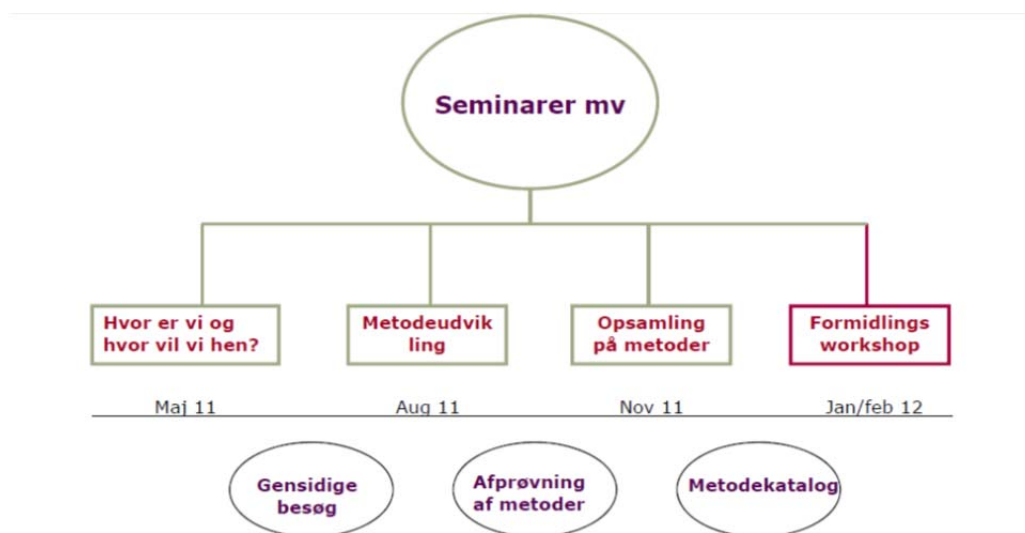 Seminarer mv
Hvor er vi og
hvor vil vi hen?
Metodeudvik
ling
Opsamling
på metoder
Formidlings
workshop
Maj 11
Aug 11
Nov 11
Jan/feb 12
Gensidige
besøg
Afprøvning
af metoder
Metodekatalog